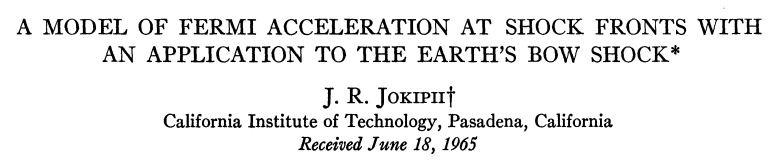 A MODEL OF FERMI ACCELERATION AT SHOCK FRONTS WITH
AN APPLICATION TO THE EARTH'S BOW SHOCK*
J. R. JOKIPII†
California Institute of Technology, Pasadena, California
Received June 18, 1965